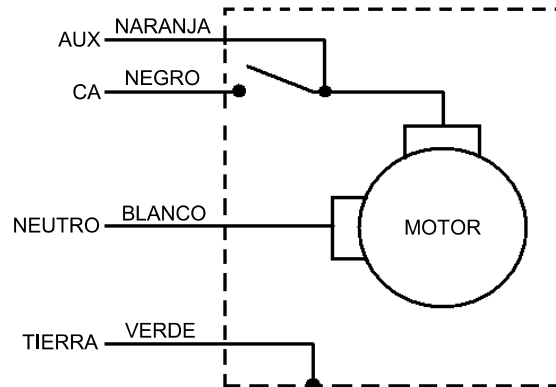 AUX NARANJA
CA NEGRO
NEUTRO BLANCO
MOTOR
TIERRA VERDE